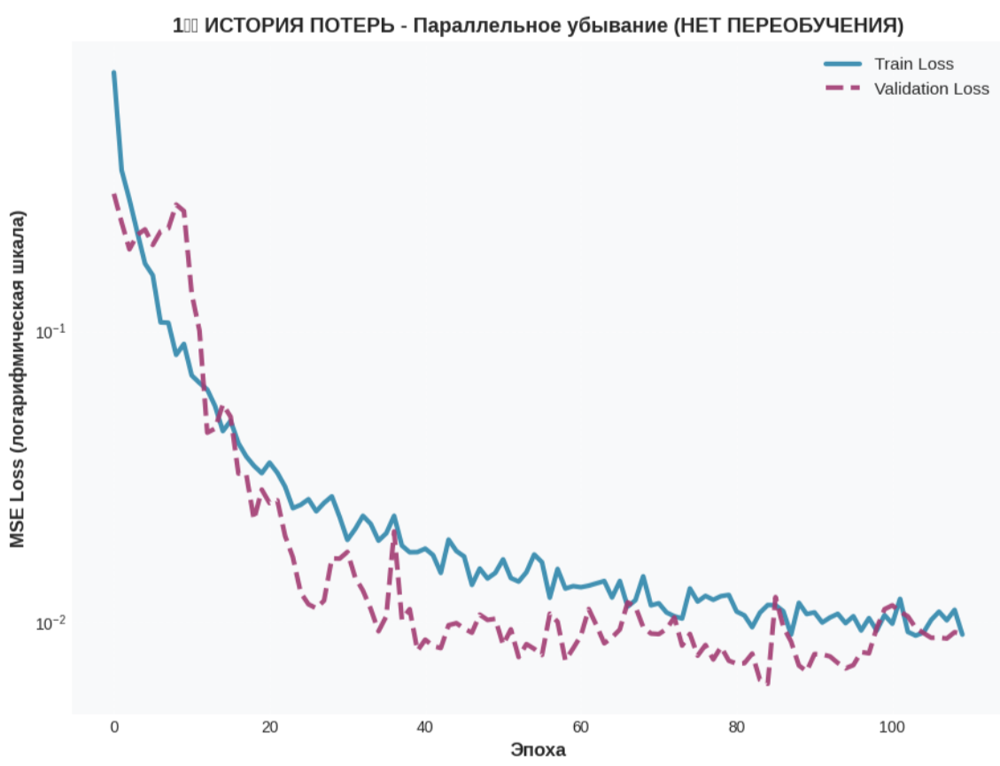 1▯▯ ИСТОРИЯ ПОТЕРЬ - Параллельное убывание (НЕТ ПЕРЕОБУЧЕНИЯ)
Train Loss
Validation Loss
MSE Loss (логарифмическая шкала)
10⁻¹
10⁻²
0 20 40 60 80 100
Эпоха